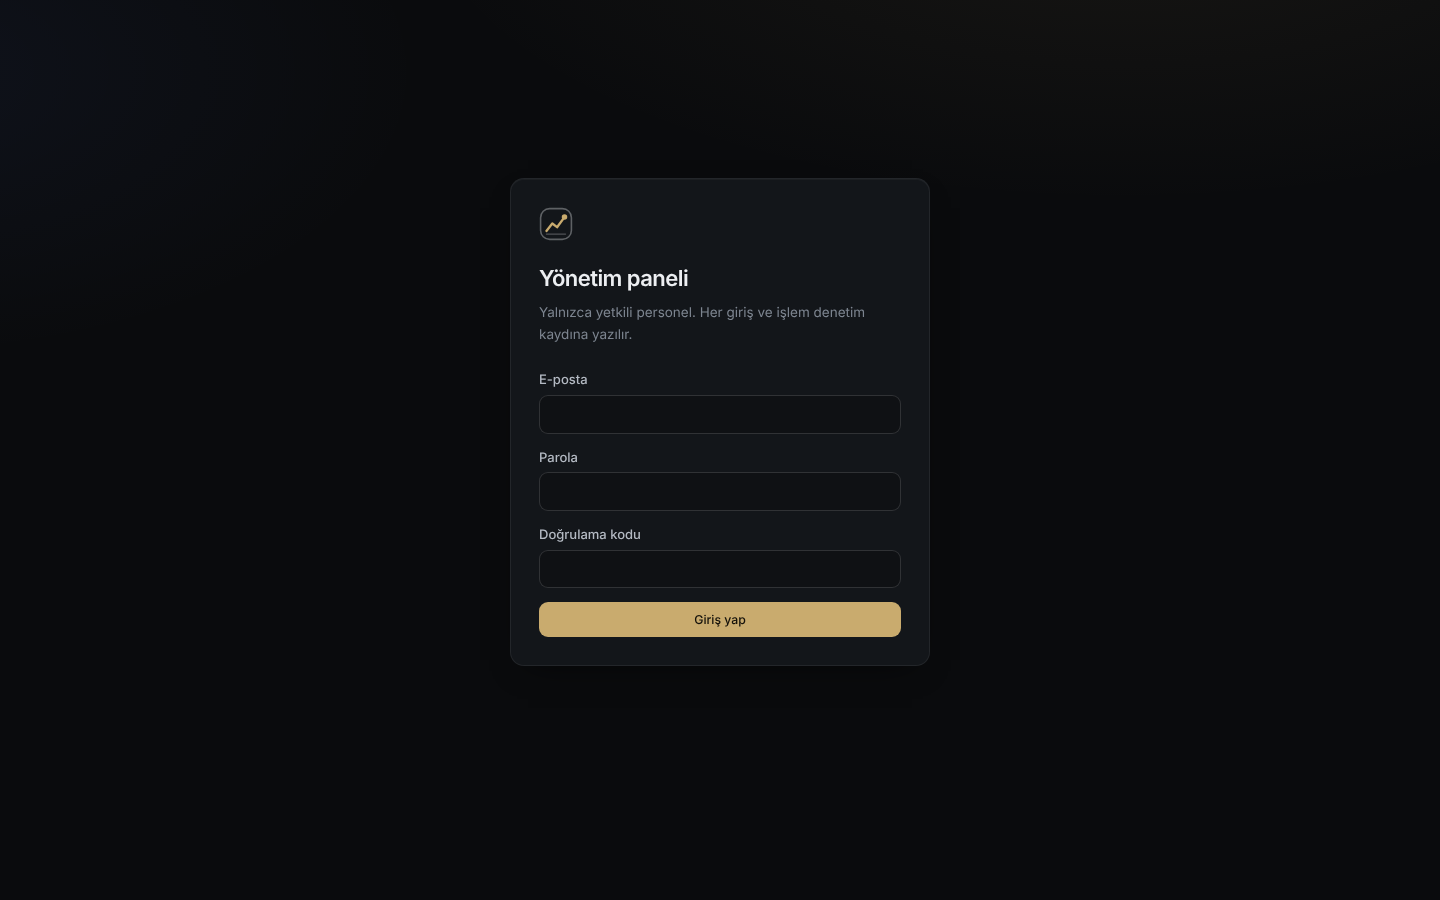 Yönetim paneli
Yalnızca yetkili personel. Her giriş ve işlem denetim
kaydına yazılır.
E-posta
Parola
Doğrulama kodu
Giriş yap